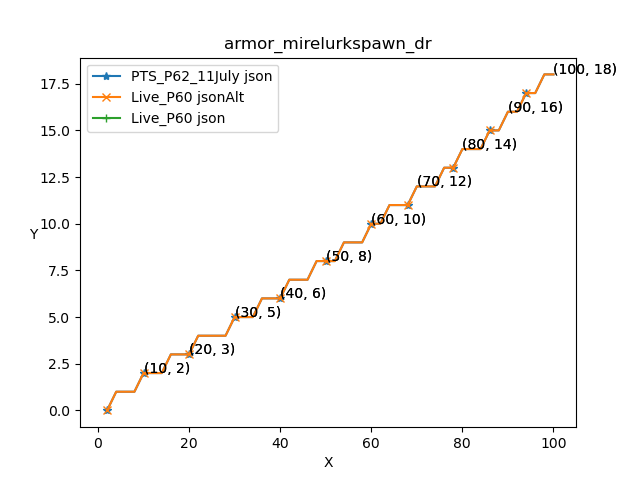 armor_mirelurkspawn_dr
PTS_P62_11July json
Live_P60 jsonAlt
Live_P60 json
(100, 18)
(90, 16)
(80, 14)
(70, 12)
(60, 10)
(50, 8)
(40, 6)
(30, 5)
(20, 3)
(10, 2)
17.5
15.0
12.5
10.0
7.5
5.0
2.5
0.0
Y
0 20 40 60 80 100
X